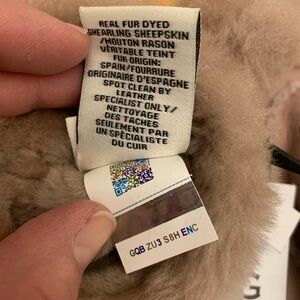 REAL FUR DYED
SHEARLING SHEEPSKIN
/MOUTON RASON
VÉRITABLE TEINT
FUR ORIGIN:
SPAIN/FOURRURE
ORIGINAIRE D'ESPAGNE
SPOT CLEAN BY
LEATHER
SPECIALIST ONLY/
NETTOYAGE
DES TACHES
SEULEMENT PAR
UN SPÉCIALISTE
DU CUIR
GQB ZU3 S8H ENC